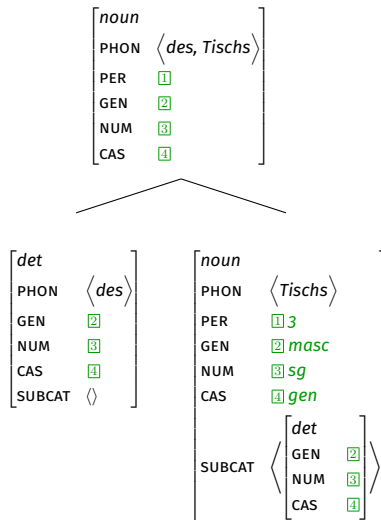 noun
PHON ⟨des, Tischs⟩
PER 1
GEN 2
NUM 3
CAS 4
det
PHON ⟨des⟩
GEN 2
NUM 3
CAS 4
SUBCAT ⟨⟩
noun
PHON ⟨Tischs⟩
PER 1 3
GEN 2 masc
NUM 3 sg
CAS 4 gen
SUBCAT ⟨
det
GEN 2
NUM 3
CAS 4
⟩